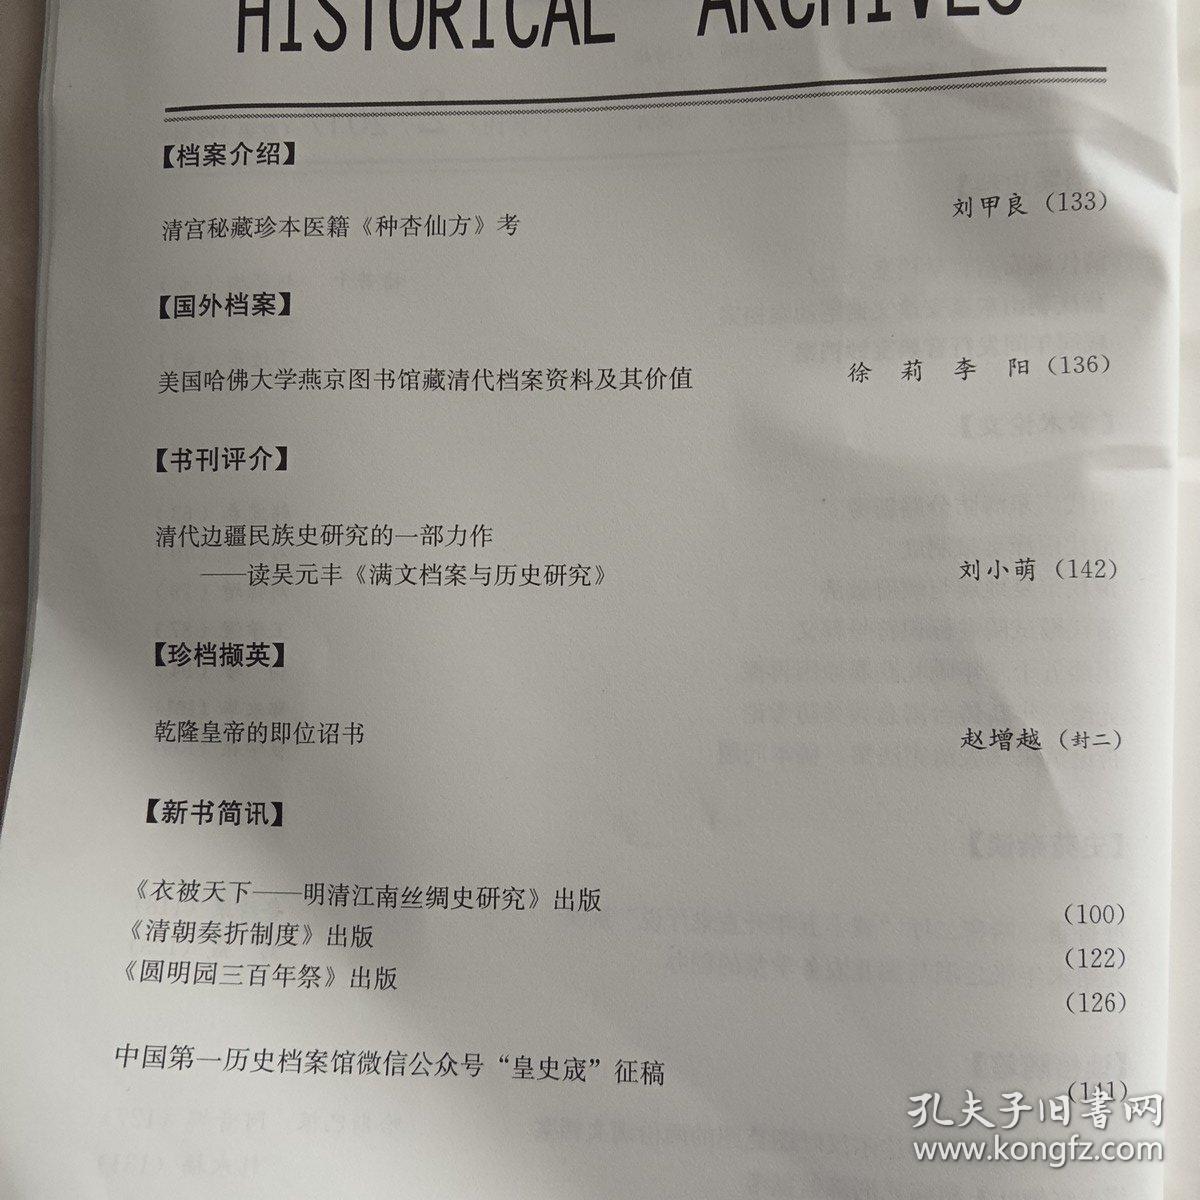 HISTORICAL ARCHIVES
【档案介绍】
清宫秘藏珍本医籍《种杏仙方》考 刘甲良 (133)
【国外档案】
美国哈佛大学燕京图书馆藏清代档案资料及其价值 徐 莉 李 阳 (136)
【书刊评介】
清代边疆民族史研究的一部力作
——读吴元丰《满文档案与历史研究》 刘小萌 (142)
【珍档撷英】
乾隆皇帝的即位诏书 赵增越 (封二)
【新书简讯】
《衣被天下——明清江南丝绸史研究》出版 (100)
《清朝奏折制度》出版 (122)
《圆明园三百年祭》出版 (126)
中国第一历史档案馆微信公众号“皇史宬”征稿 (141)
孔夫子旧书网
www.kongfz.com